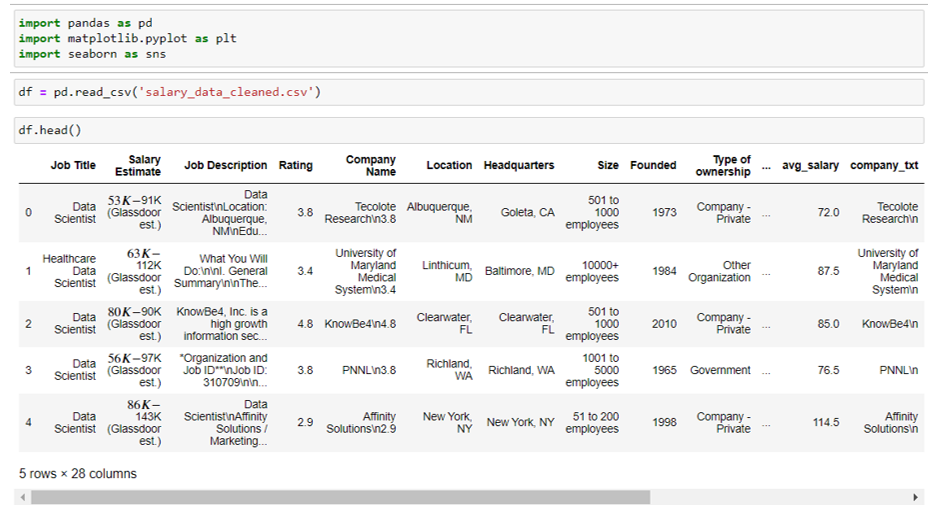 import pandas as pd
import matplotlib.pyplot as plt
import seaborn as sns
df = pd.read_csv('salary_data_cleaned.csv')
df.head()
Job Title Salary Estimate Job Description Rating Company Name Location Headquarters Size Founded Type of ownership ... avg_salary company_txt
0 Data Scientist 53K−91K (Glassdoor est.) Data Scientist\nLocation: Albuquerque, NM\nEdu... 3.8 Tecolote Research\n3.8 Albuquerque, NM Goleta, CA 501 to 1000 employees 1973 Company - Private ... 72.0 Tecolote Research\n
1 Healthcare Data Scientist 63K−112K (Glassdoor est.) What You Will Do:\n\nI. General Summary\n\nThe... 3.4 University of Maryland Medical System\n3.4 Linthicum, MD Baltimore, MD 10000+ employees 1984 Other Organization ... 87.5 University of Maryland Medical System\n
2 Data Scientist 80K−90K (Glassdoor est.) KnowBe4, Inc. is a high growth information sec... 4.8 KnowBe4\n4.8 Clearwater, FL Clearwater, FL 501 to 1000 employees 2010 Company - Private ... 85.0 KnowBe4\n
3 Data Scientist 56K−97K (Glassdoor est.) *Organization and Job ID**\nJob ID: 310709\n\n... 3.8 PNNL\n3.8 Richland, WA Richland, WA 1001 to 5000 employees 1965 Government ... 76.5 PNNL\n
4 Data Scientist 86K−143K (Glassdoor est.) Data Scientist\nAffinity Solutions / Marketing... 2.9 Affinity Solutions\n2.9 New York, NY New York, NY 51 to 200 employees 1998 Company - Private ... 114.5 Affinity Solutions\n
5 rows × 28 columns